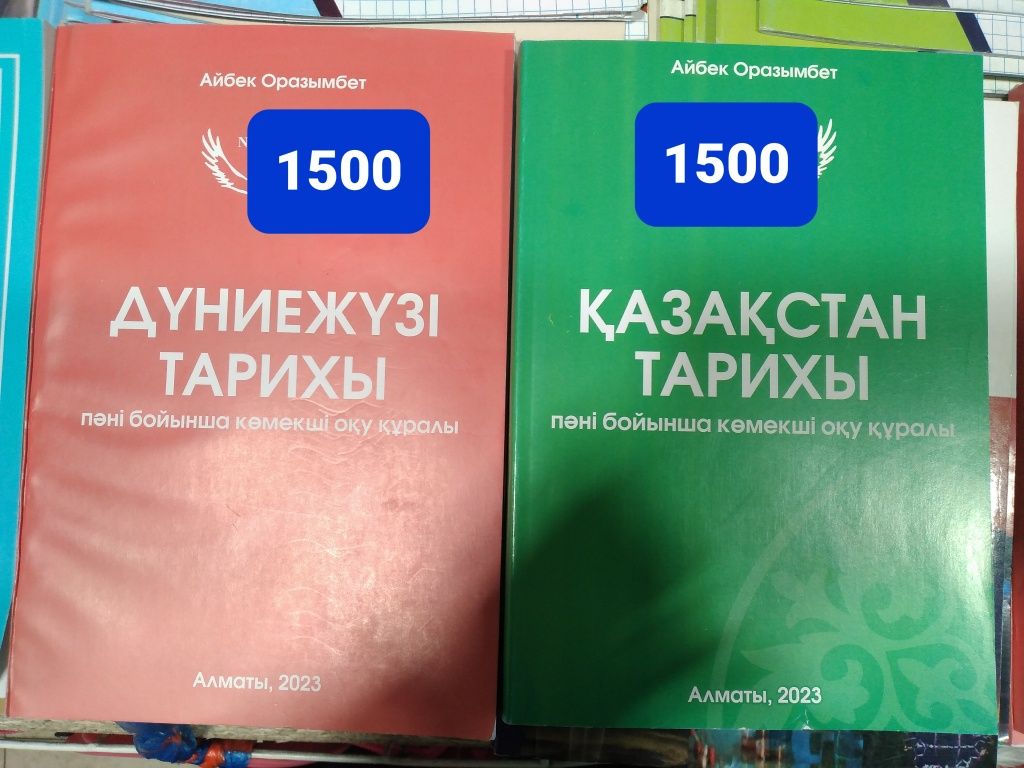 Айбек Оразымбет
1500
ДҮНИЕЖҮЗІ
ТАРИХЫ
пәні бойынша көмекші оқу құралы
Алматы, 2023
Айбек Оразымбет
1500
ҚАЗАҚСТАН
ТАРИХЫ
пәні бойынша көмекші оқу құралы
Алматы, 2023